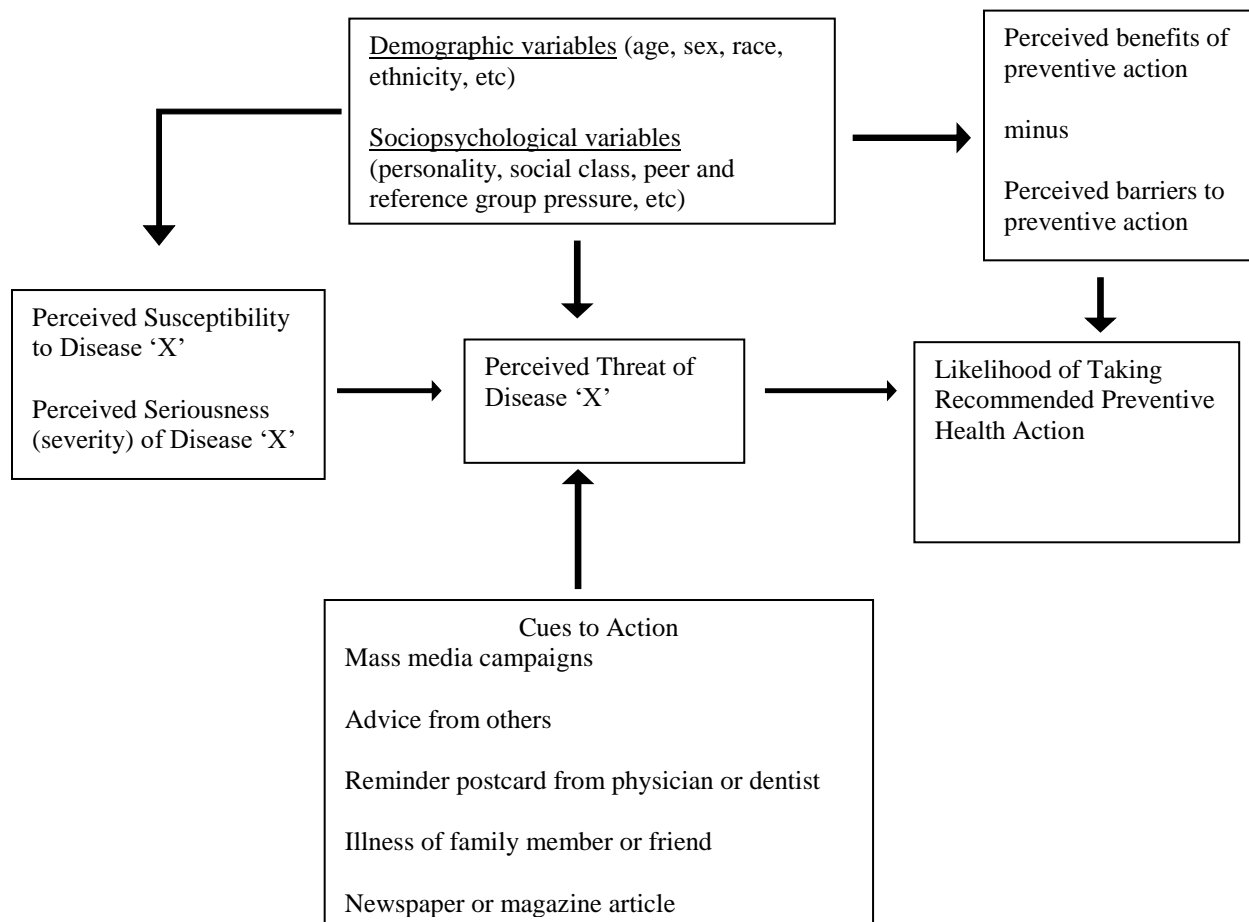 Demographic variables (age, sex, race,
ethnicity, etc)
Sociopsychological variables
(personality, social class, peer and
reference group pressure, etc)
Perceived benefits of
preventive action
minus
Perceived barriers to
preventive action
Perceived Susceptibility
to Disease ‘X’
Perceived Seriousness
(severity) of Disease ‘X’
Perceived Threat of
Disease ‘X’
Likelihood of Taking
Recommended Preventive
Health Action
Cues to Action
Mass media campaigns
Advice from others
Reminder postcard from physician or dentist
Illness of family member or friend
Newspaper or magazine article